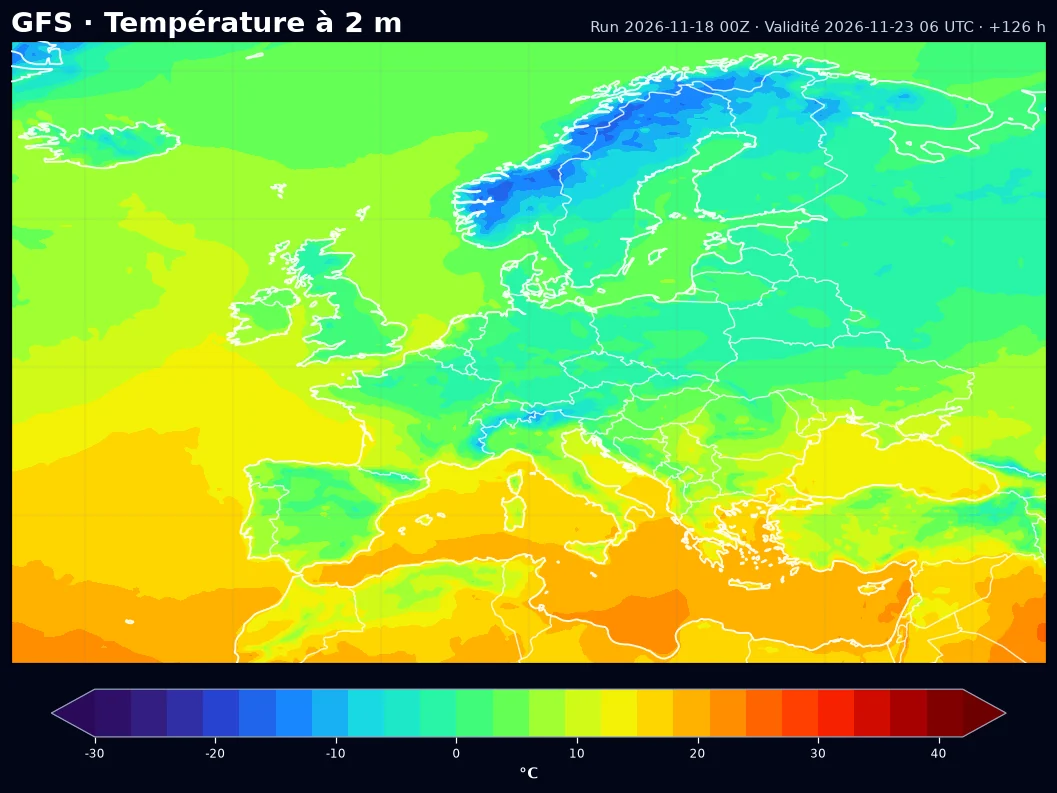 GFS · Température à 2 m
Run 2026-11-18 00Z · Validité 2026-11-23 06 UTC · +126 h
-30 -20 -10 0 10 20 30 40
°C